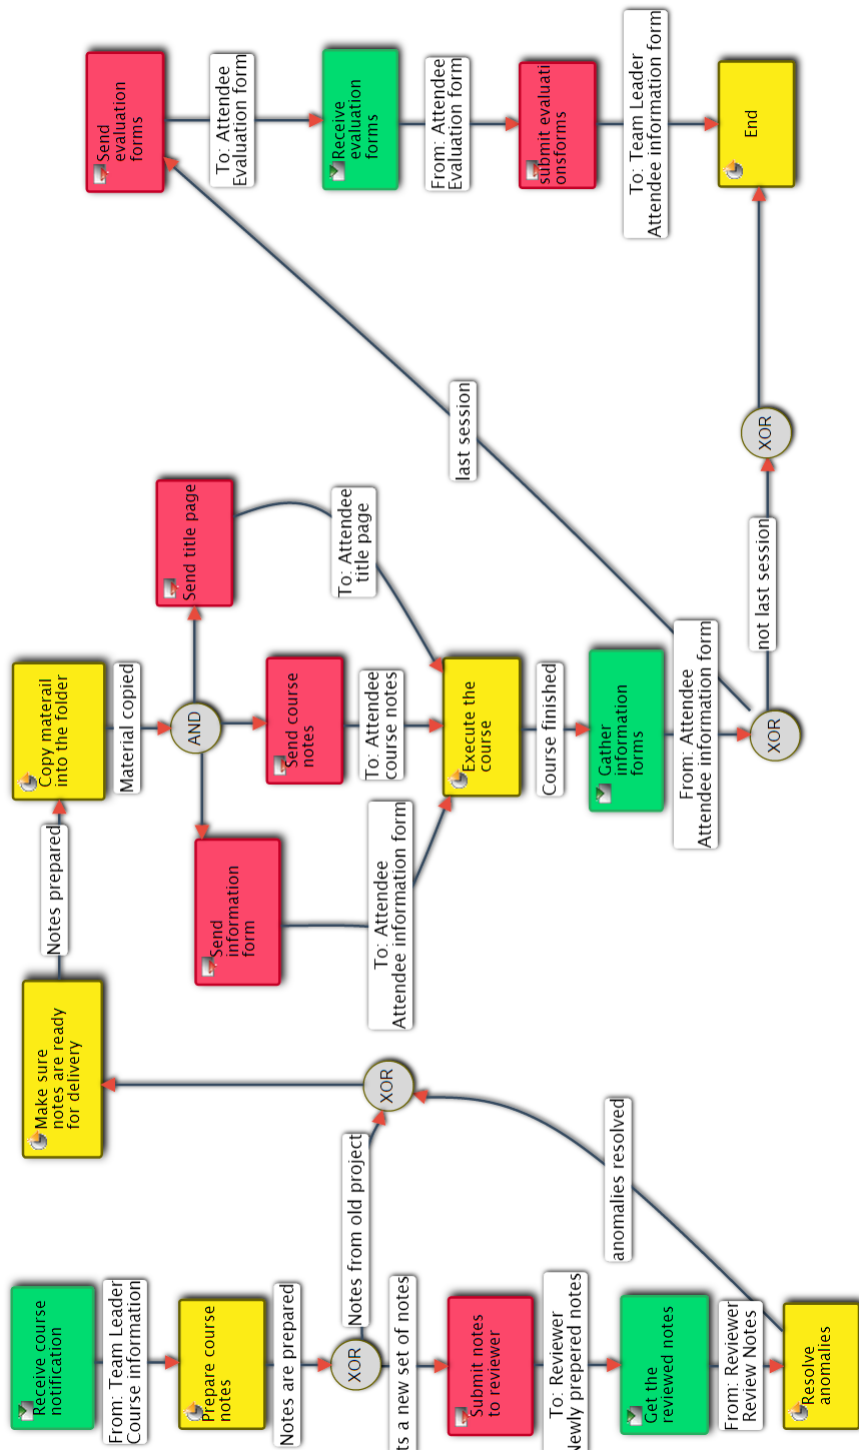 Receive course
notification
From: Team Leader
Course information
Prepare course
notes
Notes are prepared
XOR
Notes from old project
ts a new set of notes
Submit notes
to reviewer
To: Reviewer
Newly prepered notes
Get the
reviewed notes
From: Reviewer
Review Notes
Resolve
anomalies
anomalies resolved
XOR
Make sure
notes are ready
for delivery
Notes prepared
Copy materail
into the folder
Material copied
AND
Send
information
form
To: Attendee
Attendee information form
Send course
notes
To: Attendee
course notes
Send title page
To: Attendee
title page
Execute the
course
Course finished
Gather
information
forms
From: Attendee
Attendee information form
XOR
not last session
XOR
last session
Send
evaluation
forms
To: Attendee
Evaluation form
Receive
evaluation
forms
From: Attendee
Evaluation form
submit evaluati
onsforms
To: Team Leader
Attendee information form
End